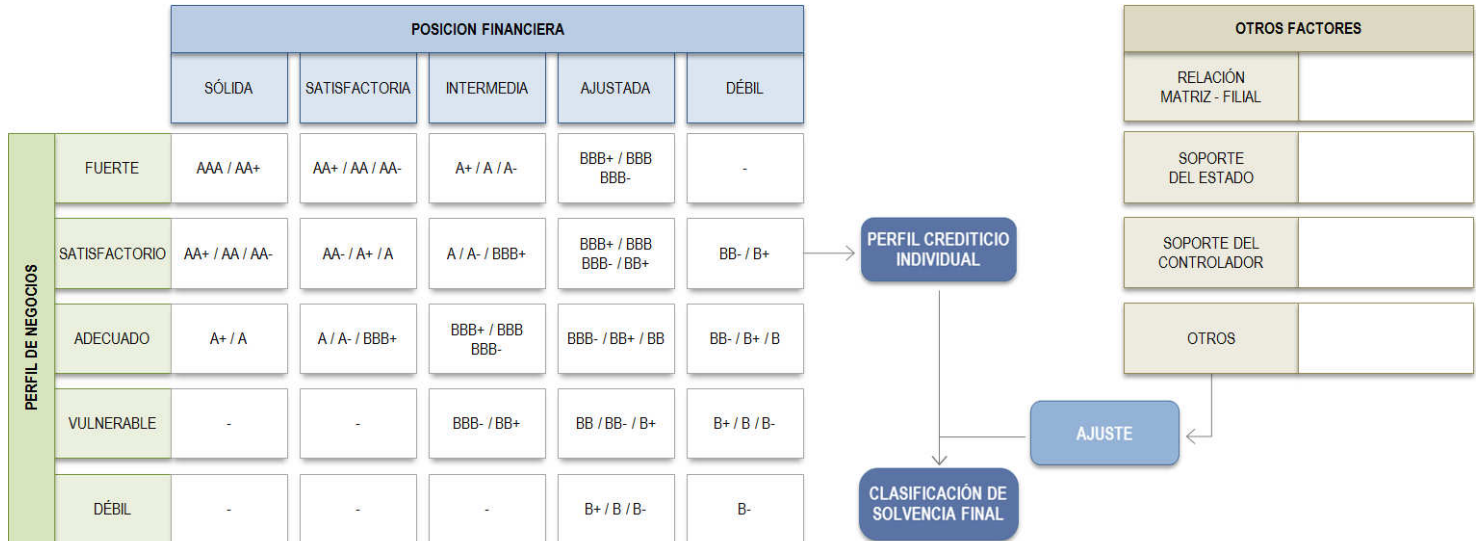 POSICION FINANCIERA
SÓLIDA
SATISFACTORIA
INTERMEDIA
AJUSTADA
DÉBIL
PERFIL DE NEGOCIOS
FUERTE
AAA / AA+
AA+ / AA / AA-
A+ / A / A-
BBB+ / BBB
BBB-
-
SATISFACTORIO
AA+ / AA / AA-
AA- / A+ / A
A / A- / BBB+
BBB+ / BBB
BBB- / BB+
BB- / B+
ADECUADO
A+ / A
A / A- / BBB+
BBB+ / BBB
BBB-
BBB- / BB+ / BB
BB- / B+ / B
VULNERABLE
-
-
BBB- / BB+
BB / BB- / B+
B+ / B / B-
DÉBIL
-
-
-
B+ / B / B-
B-
PERFIL CREDITICIO
INDIVIDUAL
OTROS FACTORES
RELACIÓN
MATRIZ - FILIAL
SOPORTE
DEL ESTADO
SOPORTE DEL
CONTROLADOR
OTROS
AJUSTE
CLASIFICACIÓN DE
SOLVENCIA FINAL